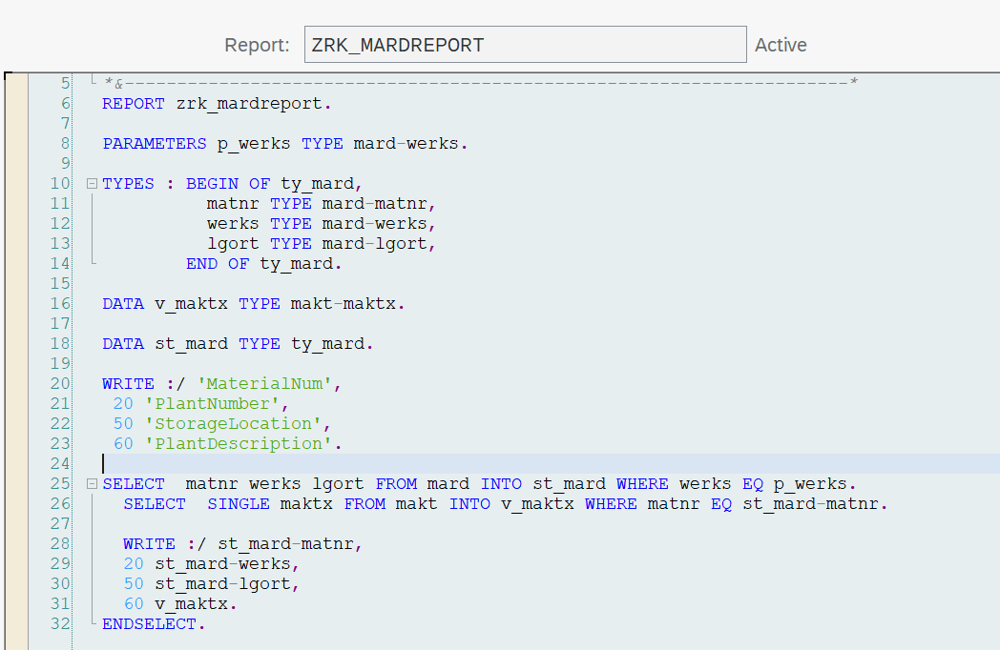 Report: ZRK_MARDREPORT Active
5 *&---------------------------------------------------------------------*
6 REPORT zrk_mardreport.
7
8 PARAMETERS p_werks TYPE mard-werks.
9
10 TYPES : BEGIN OF ty_mard,
11           matnr TYPE mard-matnr,
12           werks TYPE mard-werks,
13           lgort TYPE mard-lgort,
14         END OF ty_mard.
15
16 DATA v_maktx TYPE makt-maktx.
17
18 DATA st_mard TYPE ty_mard.
19
20 WRITE :/ 'MaterialNum',
21  20 'PlantNumber',
22  50 'StorageLocation',
23  60 'PlantDescription'.
24
25 SELECT  matnr werks lgort FROM mard INTO st_mard WHERE werks EQ p_werks.
26   SELECT  SINGLE maktx FROM makt INTO v_maktx WHERE matnr EQ st_mard-matnr.
27
28   WRITE :/ st_mard-matnr,
29   20 st_mard-werks,
30   50 st_mard-lgort,
31   60 v_maktx.
32 ENDSELECT.